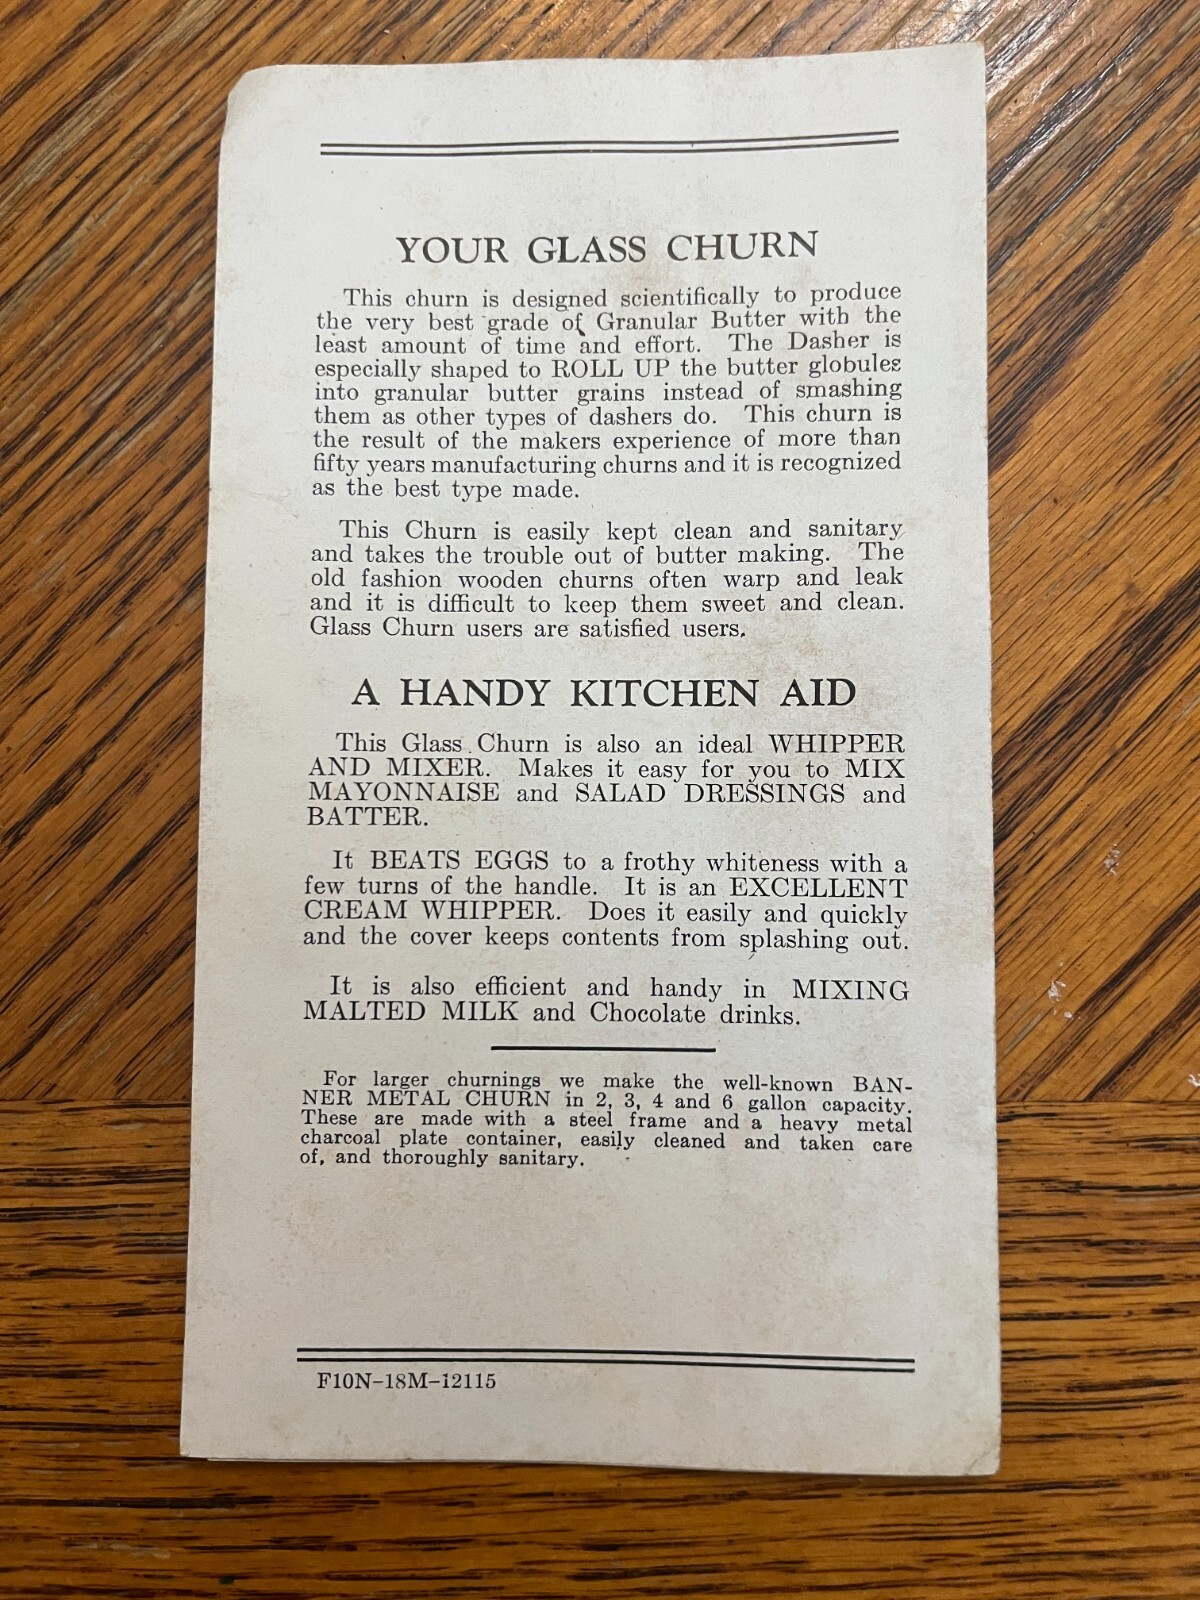 YOUR GLASS CHURN
This churn is designed scientifically to produce
the very best grade of Granular Butter with the
least amount of time and effort. The Dasher is
especially shaped to ROLL UP the butter globules
into granular butter grains instead of smashing
them as other types of dashers do. This churn is
the result of the makers experience of more than
fifty years manufacturing churns and it is recognized
as the best type made.
This Churn is easily kept clean and sanitary
and takes the trouble out of butter making. The
old fashion wooden churns often warp and leak
and it is difficult to keep them sweet and clean.
Glass Churn users are satisfied users.
A HANDY KITCHEN AID
This Glass Churn is also an ideal WHIPPER
AND MIXER. Makes it easy for you to MIX
MAYONNAISE and SALAD DRESSINGS and
BATTER.
It BEATS EGGS to a frothy whiteness with a
few turns of the handle. It is an EXCELLENT
CREAM WHIPPER. Does it easily and quickly
and the cover keeps contents from splashing out.
It is also efficient and handy in MIXING
MALTED MILK and Chocolate drinks.
For larger churnings we make the well-known BAN-
NER METAL CHURN in 2, 3, 4 and 6 gallon capacity.
These are made with a steel frame and a heavy metal
charcoal plate container, easily cleaned and taken care
of, and thoroughly sanitary.
F10N-18M-12115